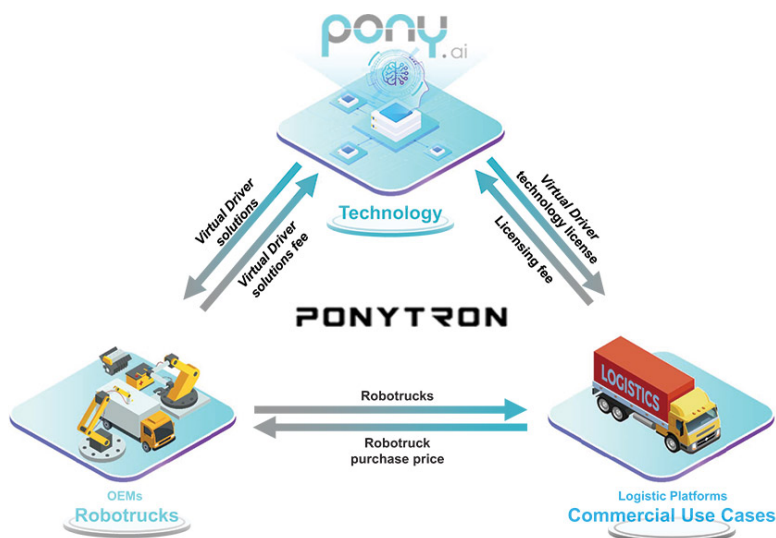 pony.ai
Technology
Virtual Driver
solutions
Virtual Driver
solutions fee
Virtual Driver
technology license
Licensing fee
PONYTRON
LOGISTICS
Robotrucks
Robotruck
purchase price
OEMs
Robotrucks
Logistic Platforms
Commercial Use Cases